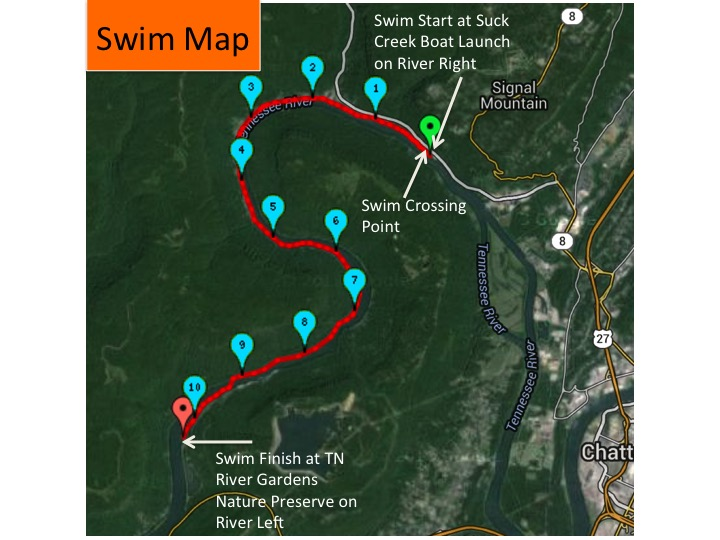 Swim Map
Swim Start at Suck
Creek Boat Launch
on River Right
8
Signal
Mountain
2
3
1
Tennessee River
4
Swim Crossing
Point
5
6
8
7
Tennessee River
8
9
27
Tennessee River
10
Chatt
Swim Finish at TN
River Gardens
Nature Preserve on
River Left